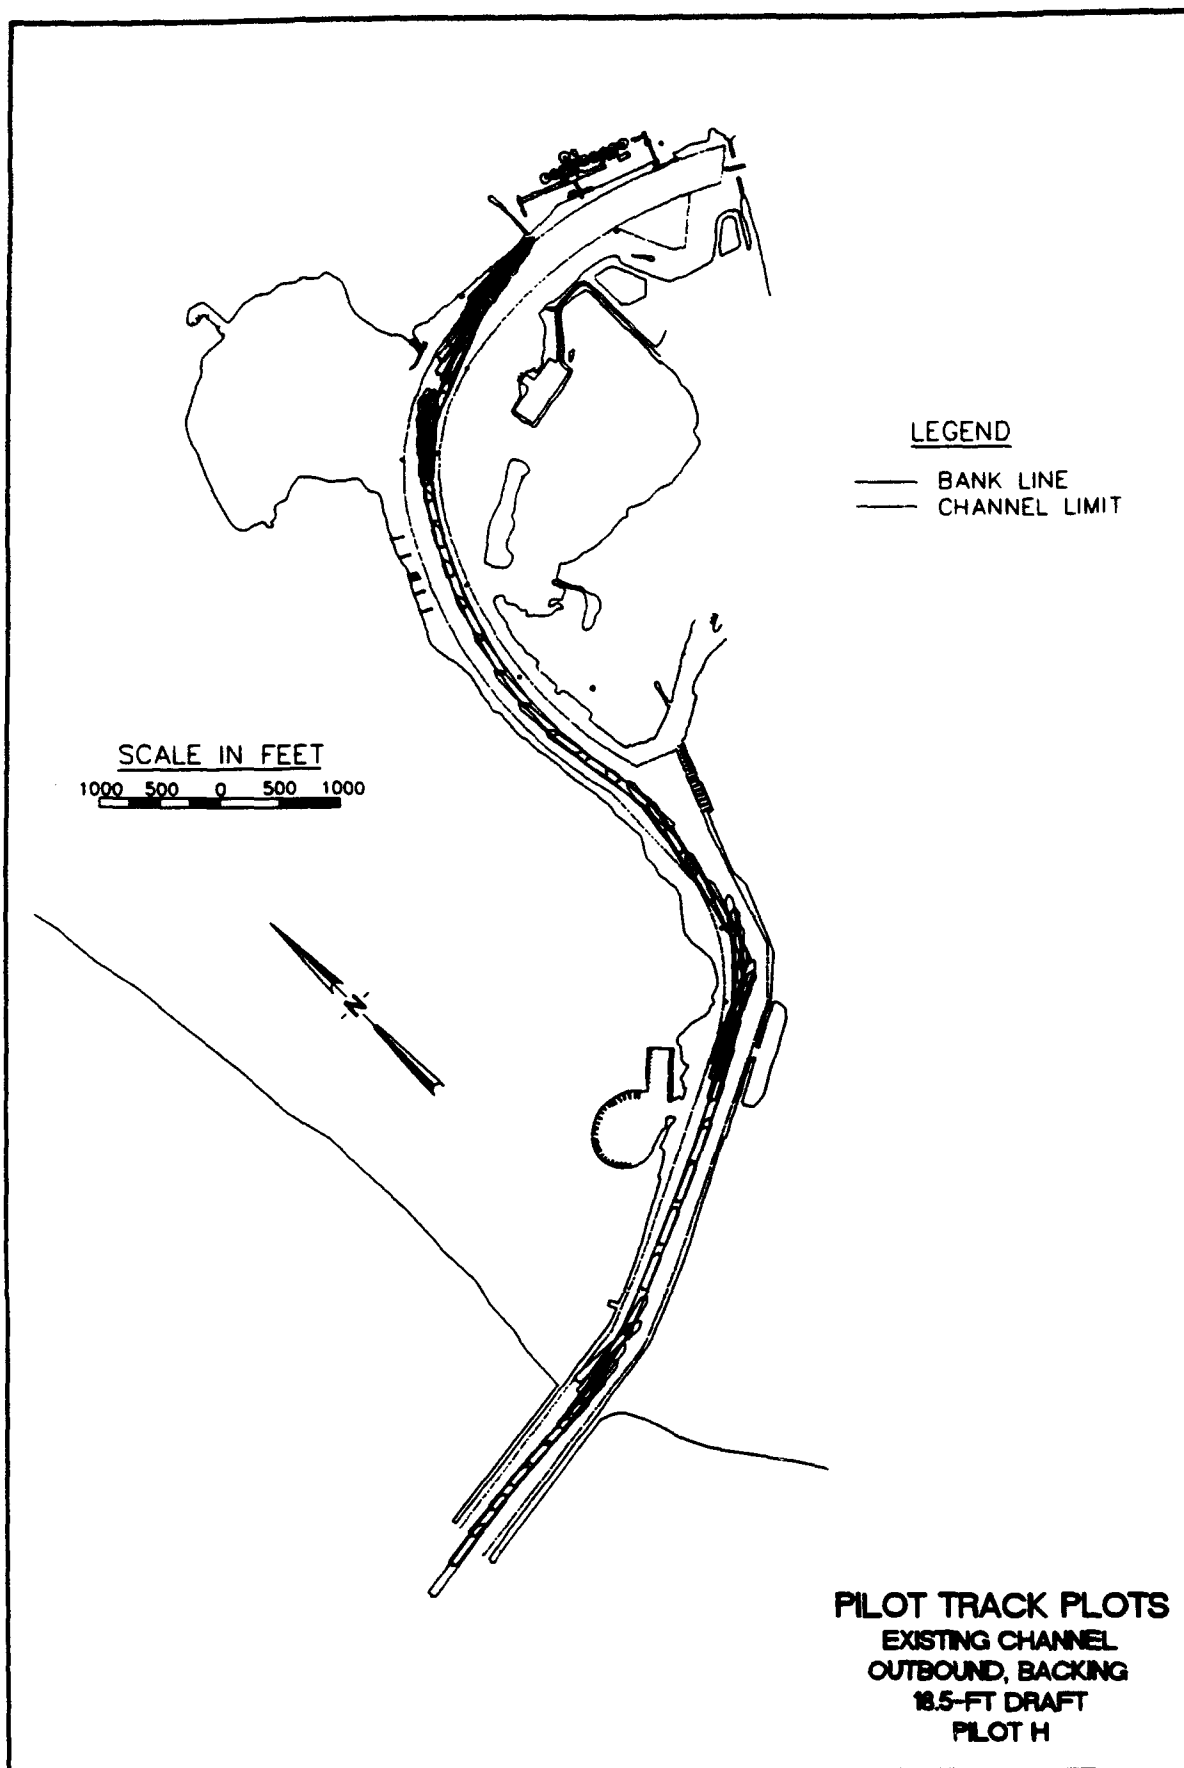 LEGEND
BANK LINE
CHANNEL LIMIT
SCALE IN FEET
1000 500 0 500 1000
N
PILOT TRACK PLOTS
EXISTING CHANNEL
OUTBOUND, BACKING
18.5-FT DRAFT
PILOT H